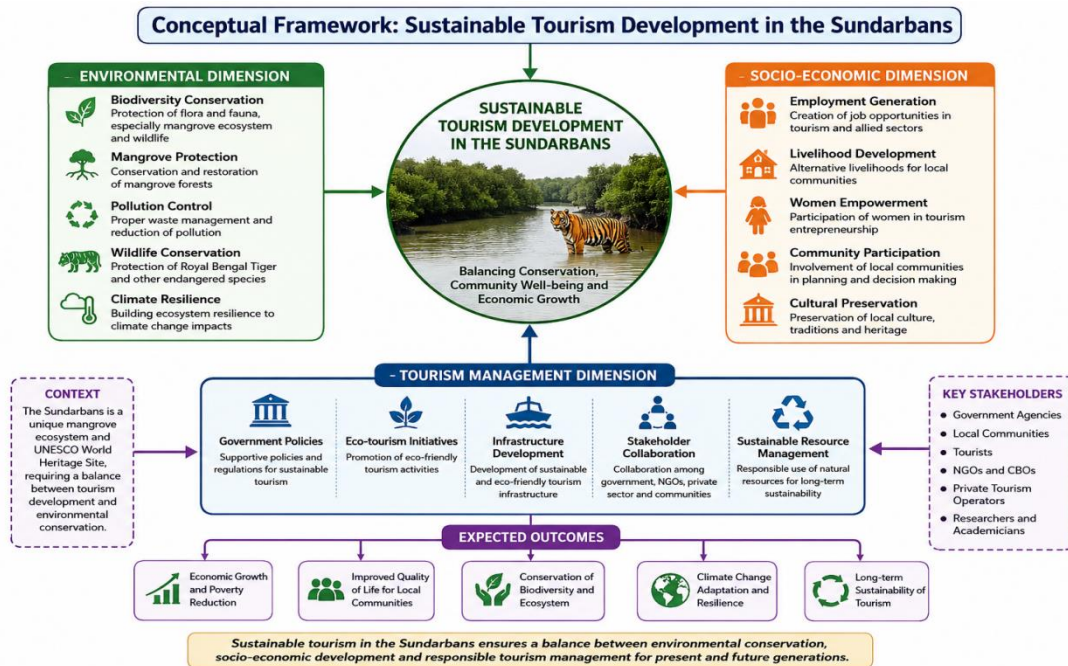 Conceptual Framework: Sustainable Tourism Development in the Sundarbans
- ENVIRONMENTAL DIMENSION
Biodiversity Conservation
Protection of flora and fauna,
especially mangrove ecosystem
and wildlife
Mangrove Protection
Conservation and restoration
of mangrove forests
Pollution Control
Proper waste management and
reduction of pollution
Wildlife Conservation
Protection of Royal Bengal Tiger
and other endangered species
Climate Resilience
Building ecosystem resilience to
climate change impacts
SUSTAINABLE
TOURISM DEVELOPMENT
IN THE SUNDARBANS
Balancing Conservation,
Community Well-being and
Economic Growth
- SOCIO-ECONOMIC DIMENSION
Employment Generation
Creation of job opportunities in
tourism and allied sectors
Livelihood Development
Alternative livelihoods for local
communities
Women Empowerment
Participation of women in tourism
entrepreneurship
Community Participation
Involvement of local communities
in planning and decision making
Cultural Preservation
Preservation of local culture,
traditions and heritage
CONTEXT
The Sundarbans is a
unique mangrove
ecosystem and
UNESCO World
Heritage Site,
requiring a balance
between tourism
development and
environmental
conservation.
- TOURISM MANAGEMENT DIMENSION
Government Policies
Supportive policies and
regulations for sustainable
tourism
Eco-tourism Initiatives
Promotion of eco-friendly
tourism activities
Infrastructure
Development
Development of sustainable
and eco-friendly tourism
infrastructure
Stakeholder
Collaboration
Collaboration among
government, NGOs, private
sector and communities
Sustainable Resource
Management
Responsible use of natural
resources for long-term
sustainability
KEY STAKEHOLDERS
• Government Agencies
• Local Communities
• Tourists
• NGOs and CBOs
• Private Tourism
Operators
• Researchers and
Academicians
EXPECTED OUTCOMES
Economic Growth
and Poverty
Reduction
Improved Quality
of Life for Local
Communities
Conservation of
Biodiversity and
Ecosystem
Climate Change
Adaptation and
Resilience
Long-term
Sustainability of
Tourism
Sustainable tourism in the Sundarbans ensures a balance between environmental conservation,
socio-economic development and responsible tourism management for present and future generations.